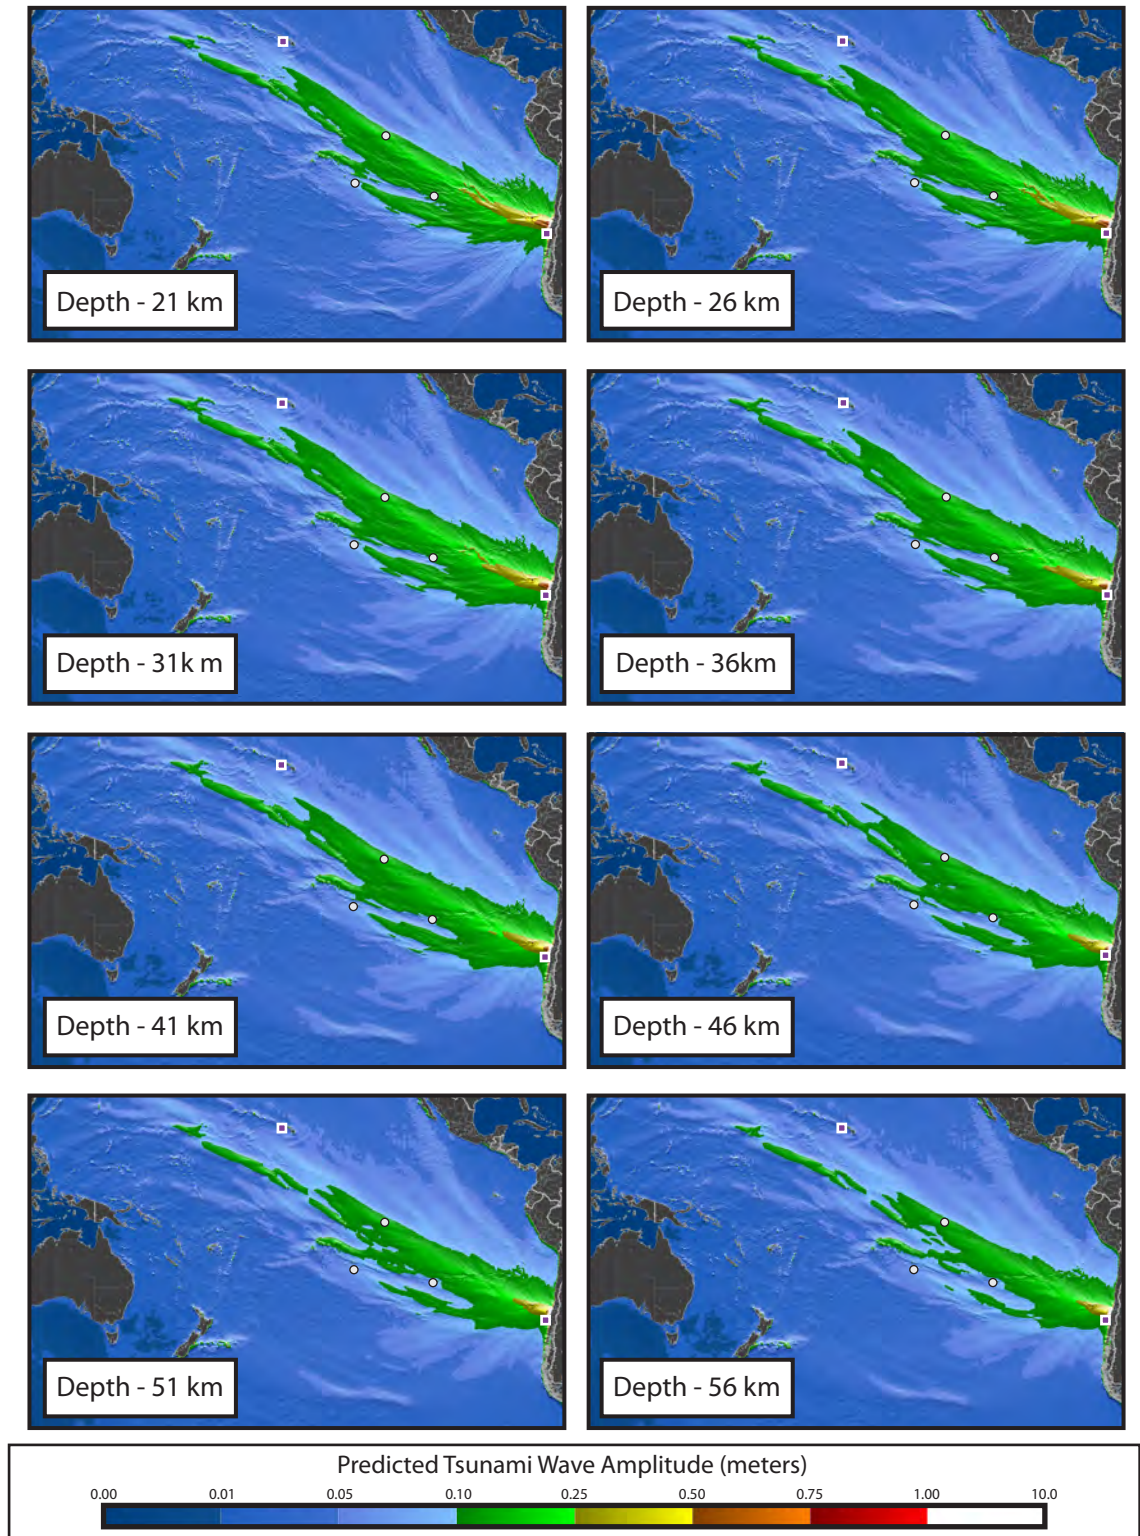 Depth - 21 km
Depth - 26 km
Depth - 31k m
Depth - 36km
Depth - 41 km
Depth - 46 km
Depth - 51 km
Depth - 56 km
Predicted Tsunami Wave Amplitude (meters)
0.00 0.01 0.05 0.10 0.25 0.50 0.75 1.00 10.0